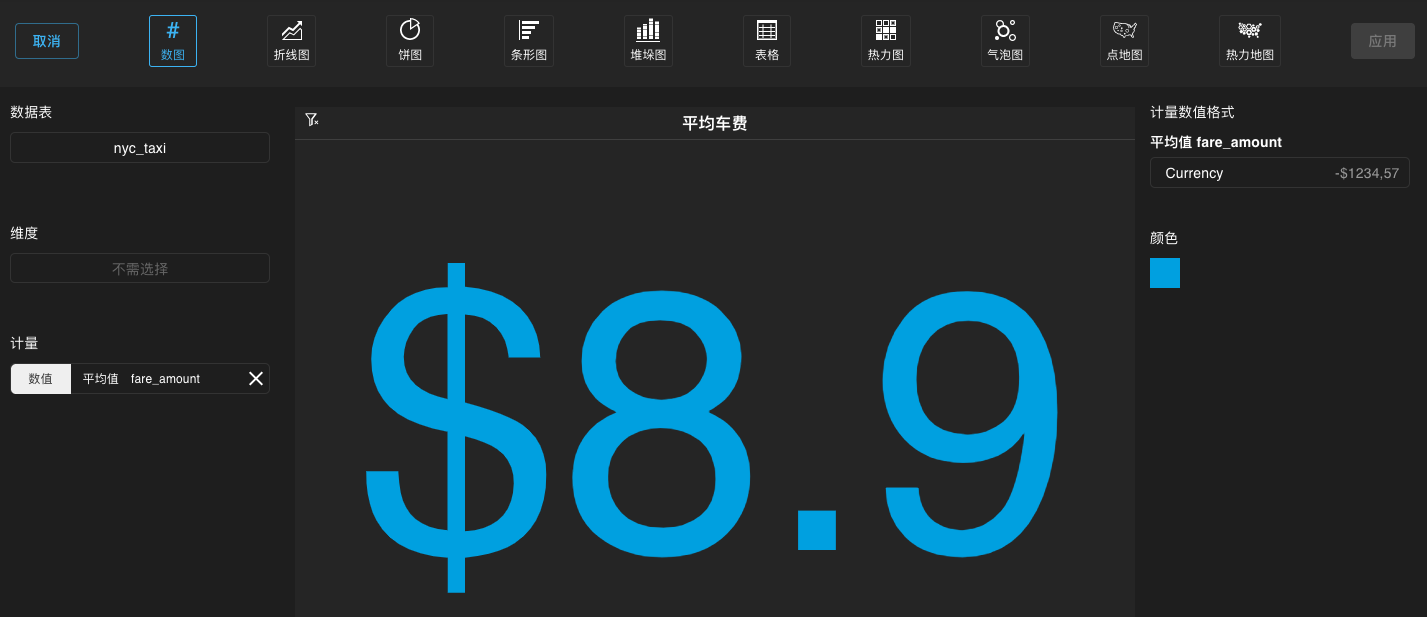 取消
#
数图
折线图
饼图
条形图
堆垛图
表格
热力图
气泡图
点地图
热力地图
应用
数据表
nyc_taxi
维度
不需选择
计量
数值 平均值 fare_amount
平均车费
$8.9
计量数值格式
平均值 fare_amount
Currency -$1234,57
颜色